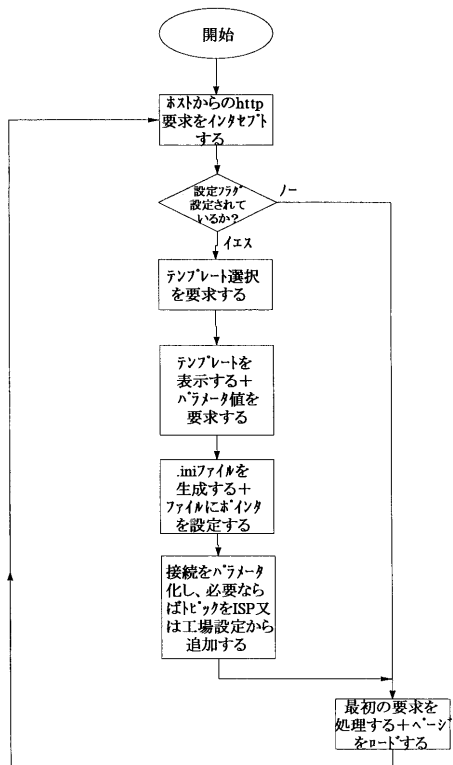 開始
ホストからのhttp
要求をインタセプト
する
設定フラグ
設定されて
いるか?
ノー
イエス
テンプレート選択
を要求する
テンプレートを
表示する+
パラメータ値を
要求する
.iniファイルを
生成する+
ファイルにポインタ
を設定する
接続をパラメータ
化し、必要なら
ばトピックをISP又
は工場設定から
追加する
最初の要求を
処理する+ページ
をロードする